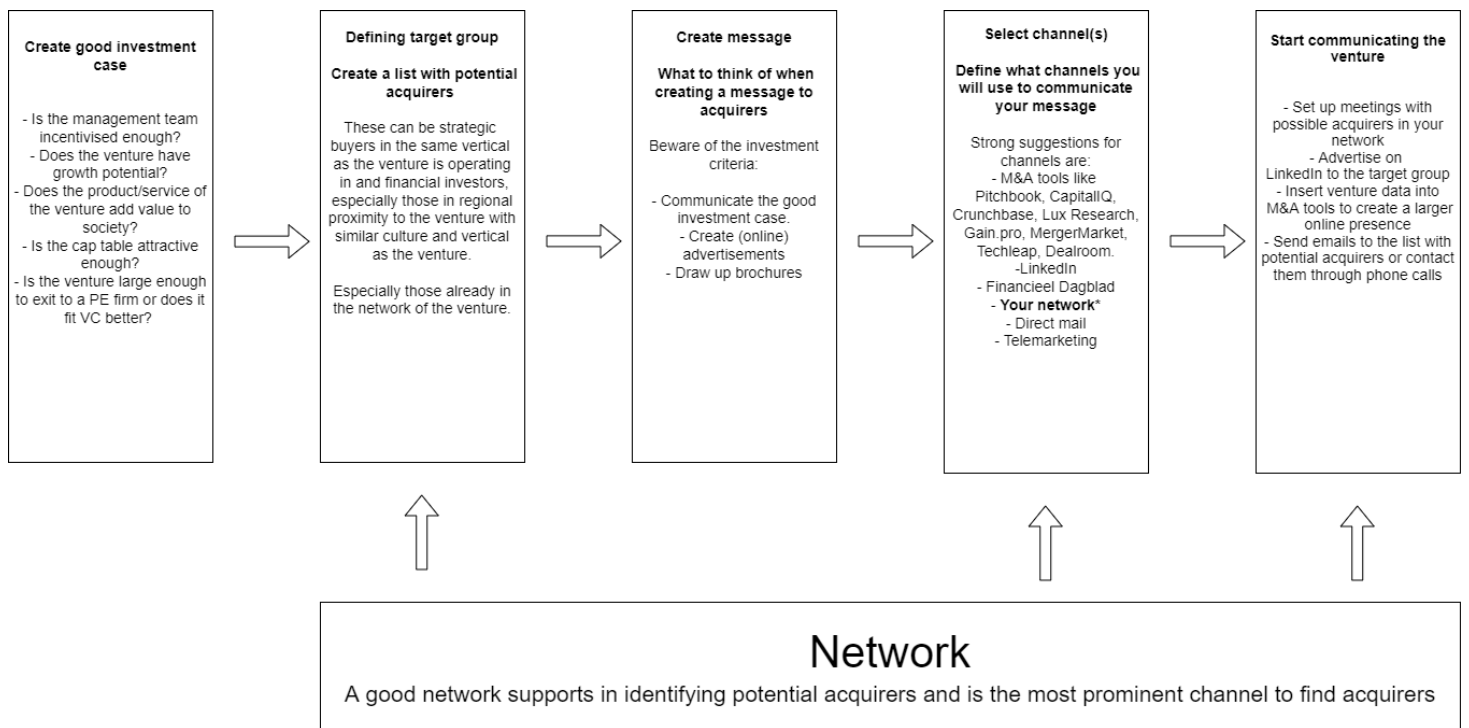 Create good investment
case
- Is the management team
incentivised enough?
- Does the venture have
growth potential?
- Does the product/service of
the venture add value to
society?
- Is the cap table attractive
enough?
- Is the venture large enough
to exit to a PE firm or does it
fit VC better?
Defining target group
Create a list with potential
acquirers
These can be strategic
buyers in the same vertical
as the venture is operating
in and financial investors,
especially those in regional
proximity to the venture with
similar culture and vertical
as the venture.
Especially those already in
the network of the venture.
Create message
What to think of when
creating a message to
acquirers
Beware of the investment
criteria:
- Communicate the good
investment case.
- Create (online)
advertisements
- Draw up brochures
Select channel(s)
Define what channels you
will use to communicate
your message
Strong suggestions for
channels are:
- M&A tools like
Pitchbook, CapitalIQ,
Crunchbase, Lux Research,
Gain.pro, MergerMarket,
Techleap, Dealroom.
-LinkedIn
- Financieel Dagblad
- Your network*
- Direct mail
- Telemarketing
Start communicating the
venture
- Set up meetings with
possible acquirers in your
network
- Advertise on
LinkedIn to the target group
- Insert venture data into
M&A tools to create a larger
online presence
- Send emails to the list with
potential acquirers or contact
them through phone calls
Network
A good network supports in identifying potential acquirers and is the most prominent channel to find acquirers